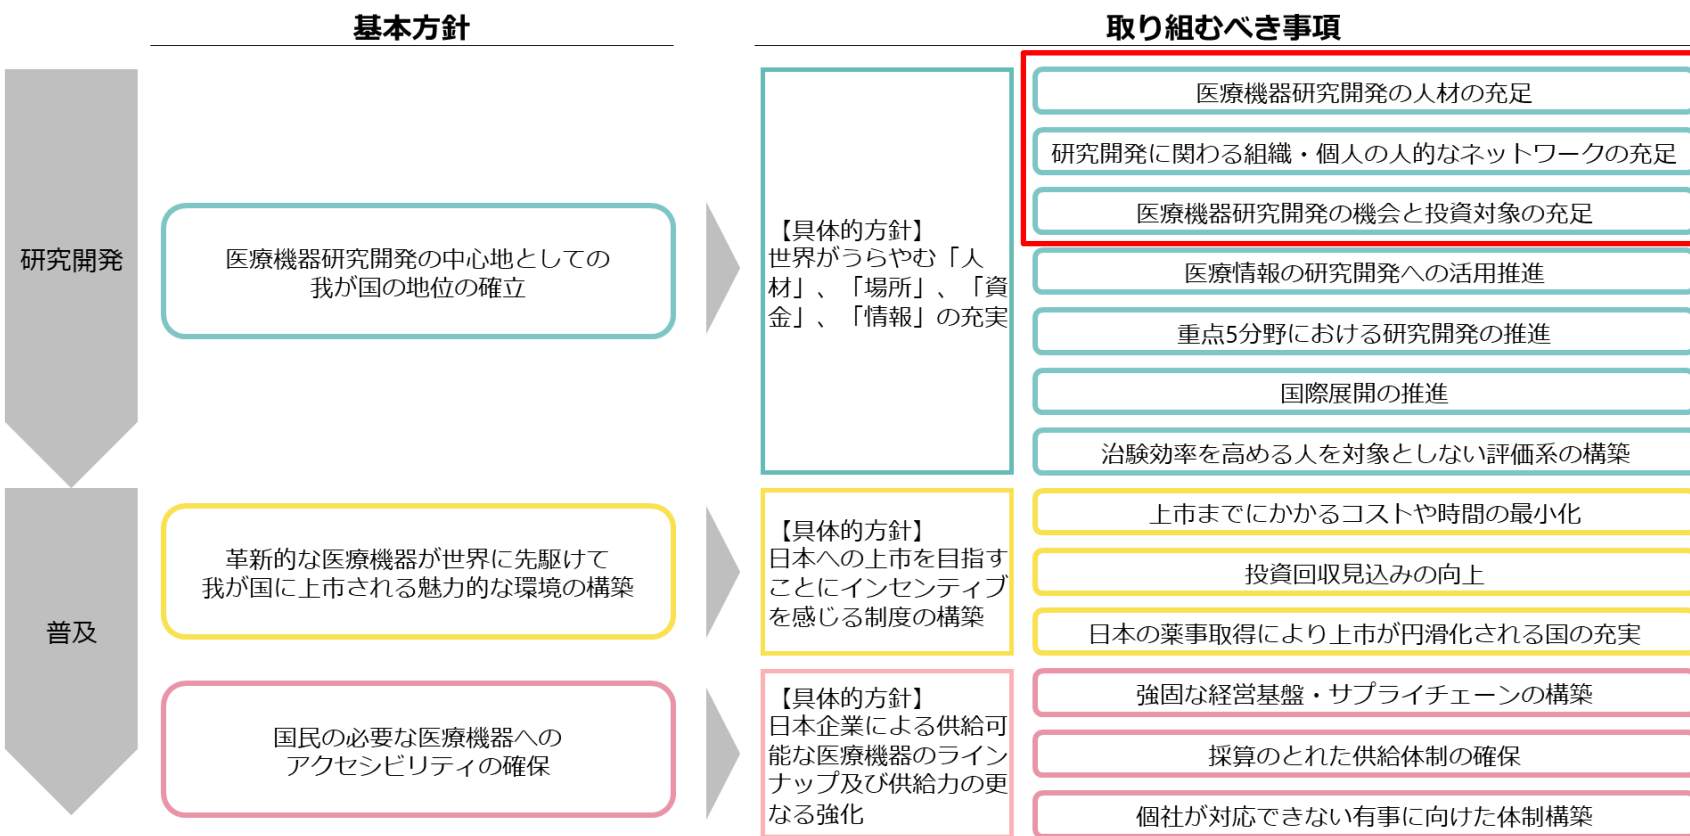 基本方針
取り組むべき事項
研究開発
医療機器研究開発の中心地としての
我が国の地位の確立
【具体的方針】
世界がうらやむ「人
材」、「場所」、「資
金」、「情報」の充実
医療機器研究開発の人材の充足
研究開発に関わる組織・個人の人的なネットワークの充足
医療機器研究開発の機会と投資対象の充足
医療情報の研究開発への活用推進
重点5分野における研究開発の推進
国際展開の推進
治験効率を高める人を対象としない評価系の構築
普及
革新的な医療機器が世界に先駆けて
我が国に上市される魅力的な環境の構築
【具体的方針】
日本への上市を目指す
ことにインセンティブ
を感じる制度の構築
上市までにかかるコストや時間の最小化
投資回収見込みの向上
日本の薬事取得により上市が円滑化される国の充実
国民の必要な医療機器への
アクセシビリティの確保
【具体的方針】
日本企業による供給可
能な医療機器のライン
ナップ及び供給力の更
なる強化
強固な経営基盤・サプライチェーンの構築
採算のとれた供給体制の確保
個社が対応できない有事に向けた体制構築